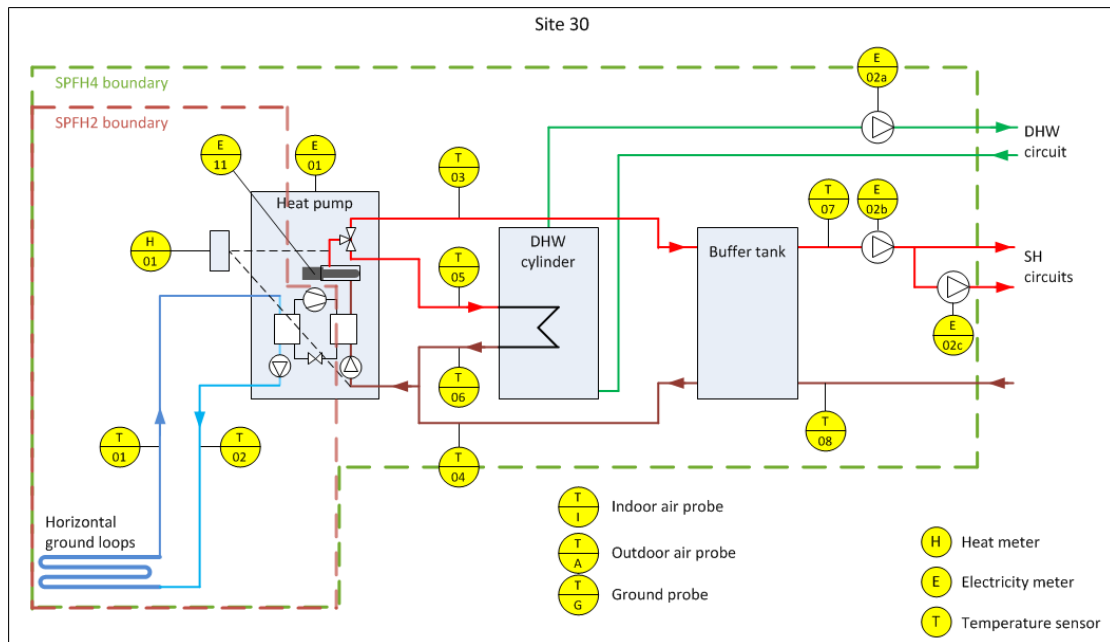 Site 30
SPFH4 boundary
SPFH2 boundary
E
02a
DHW
circuit
E
11
E
01
T
03
Heat pump
T
07
E
02b
H
01
T
05
DHW
cylinder
Buffer tank
SH
circuits
E
02c
T
06
T
08
T
01
T
02
T
04
Horizontal
ground loops
T
I
Indoor air probe
T
A
Outdoor air probe
T
G
Ground probe
H
Heat meter
E
Electricity meter
T
Temperature sensor